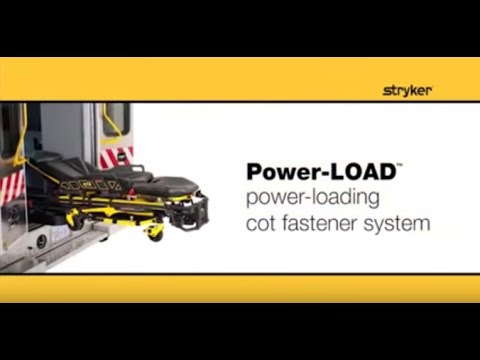 stryker
Power-LOAD™
power-loading
cot fastener system